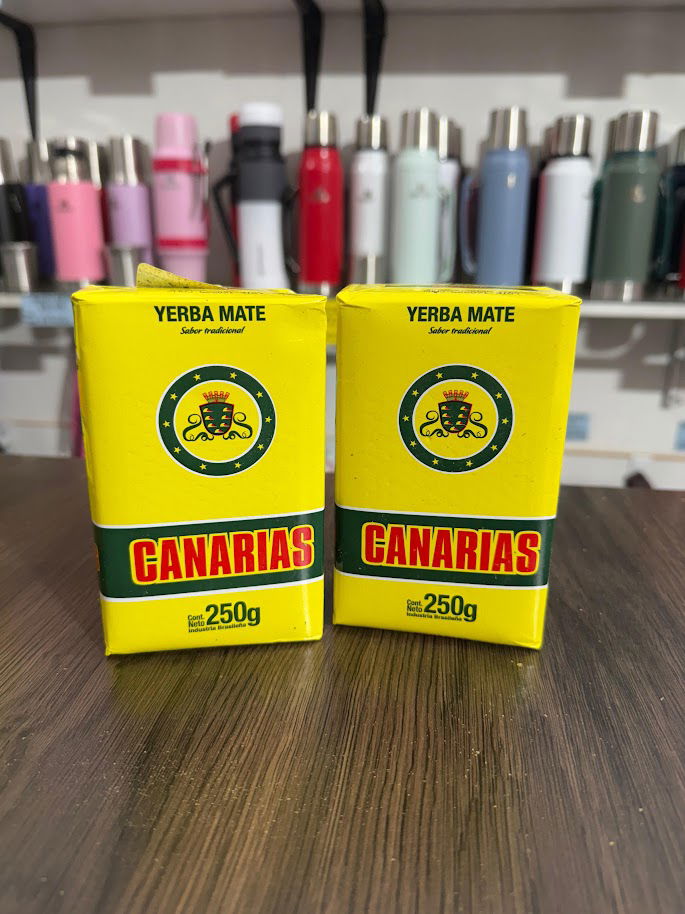 YERBA MATE
Sabor tradicional
CANARIAS
Cont.
Neto 250g
Industria Brasileña
YERBA MATE
Sabor tradicional
CANARIAS
Cont.
Neto 250g
Industria Brasileña